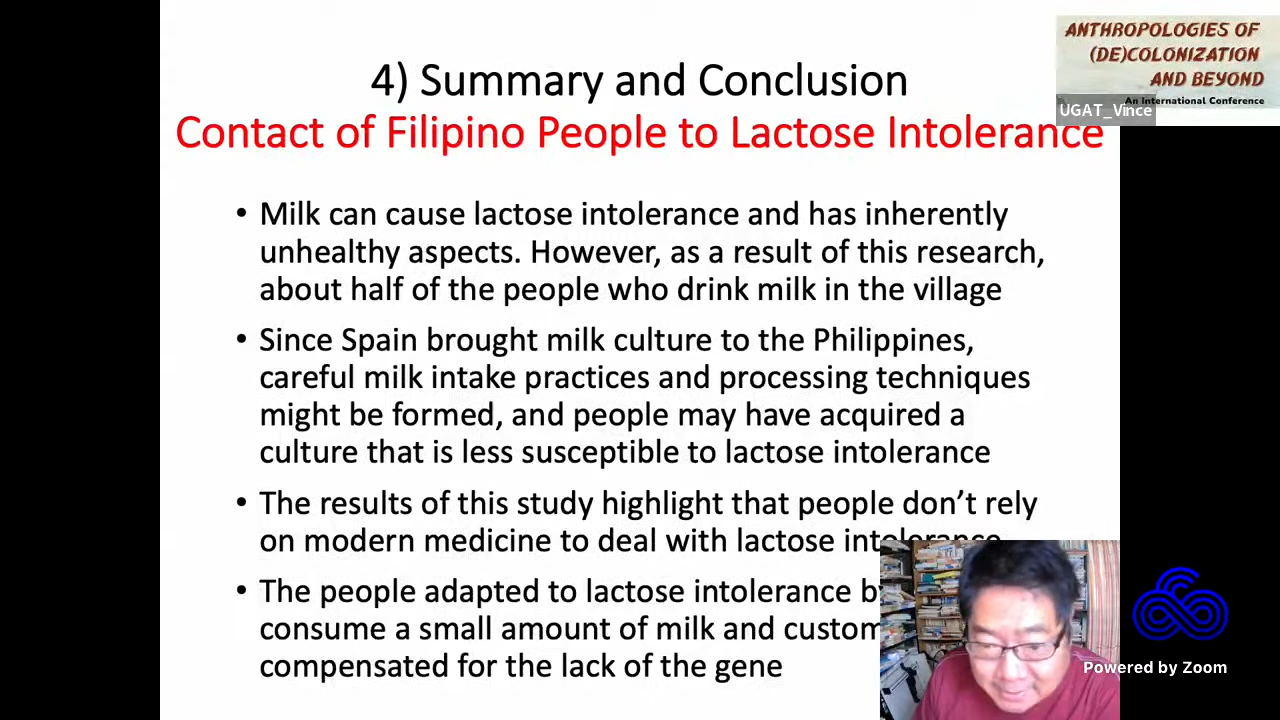 4) Summary and Conclusion
Contact of Filipino People to Lactose Intolerance
• Milk can cause lactose intolerance and has inherently
unhealthy aspects. However, as a result of this research,
about half of the people who drink milk in the village
• Since Spain brought milk culture to the Philippines,
careful milk intake practices and processing techniques
might be formed, and people may have acquired a
culture that is less susceptible to lactose intolerance
• The results of this study highlight that people don’t rely
on modern medicine to deal with lactose intolerance
• The people adapted to lactose intolerance
consume a small amount of milk and
compensated for the lack of the gene
ANTHROPOLOGIES OF
(DE)COLONIZATION
AND BEYOND
An International Conference
UGAT_Vince
Powered by Zoom